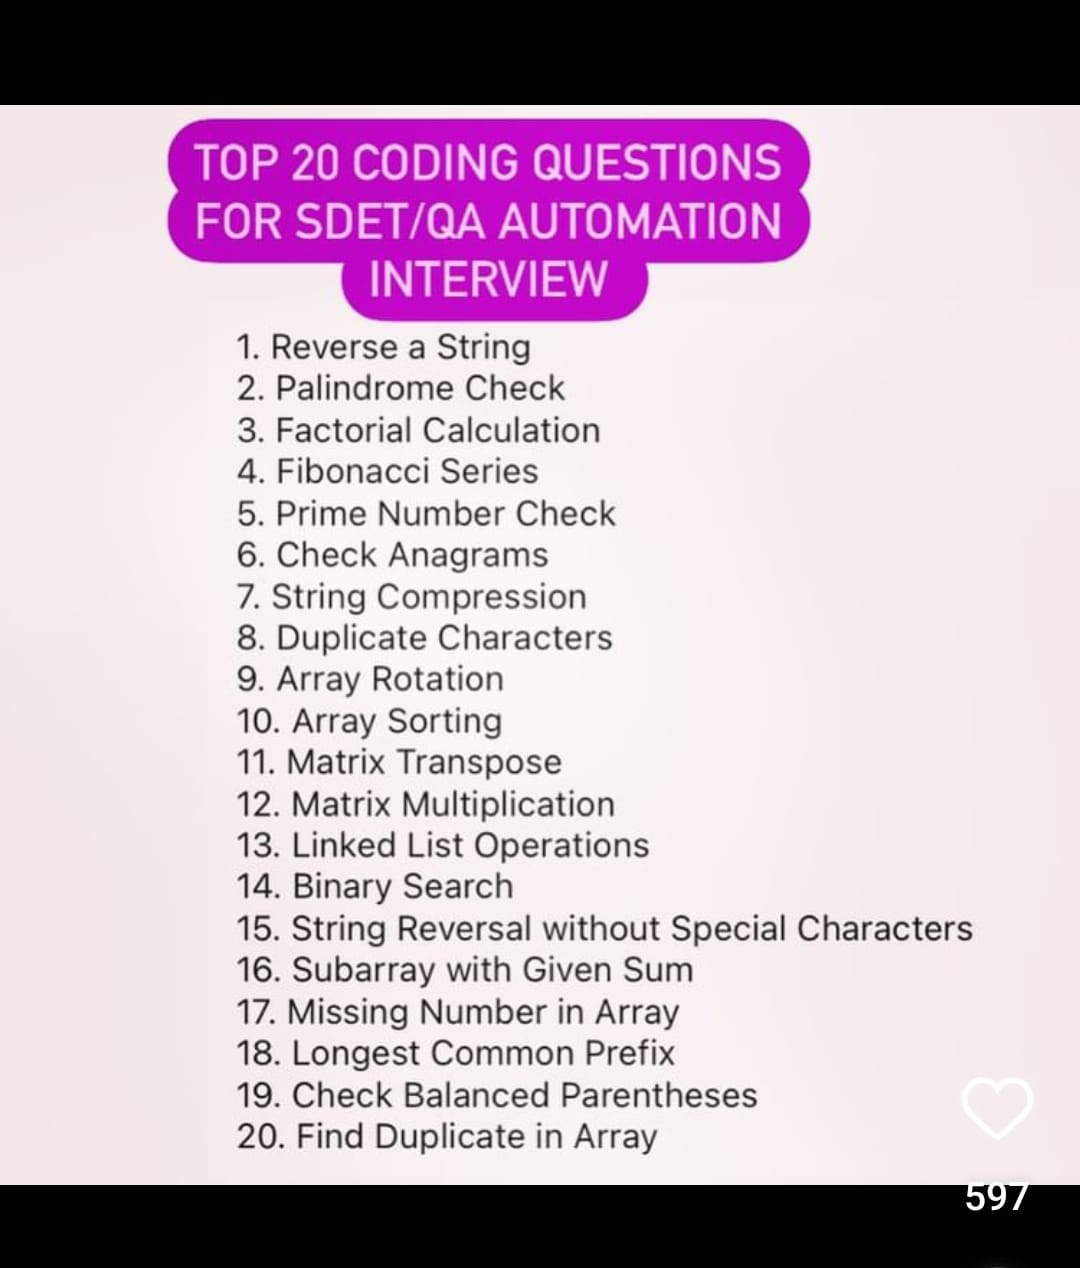 TOP 20 CODING QUESTIONS
FOR SDET/QA AUTOMATION
INTERVIEW
1. Reverse a String
2. Palindrome Check
3. Factorial Calculation
4. Fibonacci Series
5. Prime Number Check
6. Check Anagrams
7. String Compression
8. Duplicate Characters
9. Array Rotation
10. Array Sorting
11. Matrix Transpose
12. Matrix Multiplication
13. Linked List Operations
14. Binary Search
15. String Reversal without Special Characters
16. Subarray with Given Sum
17. Missing Number in Array
18. Longest Common Prefix
19. Check Balanced Parentheses
20. Find Duplicate in Array
597